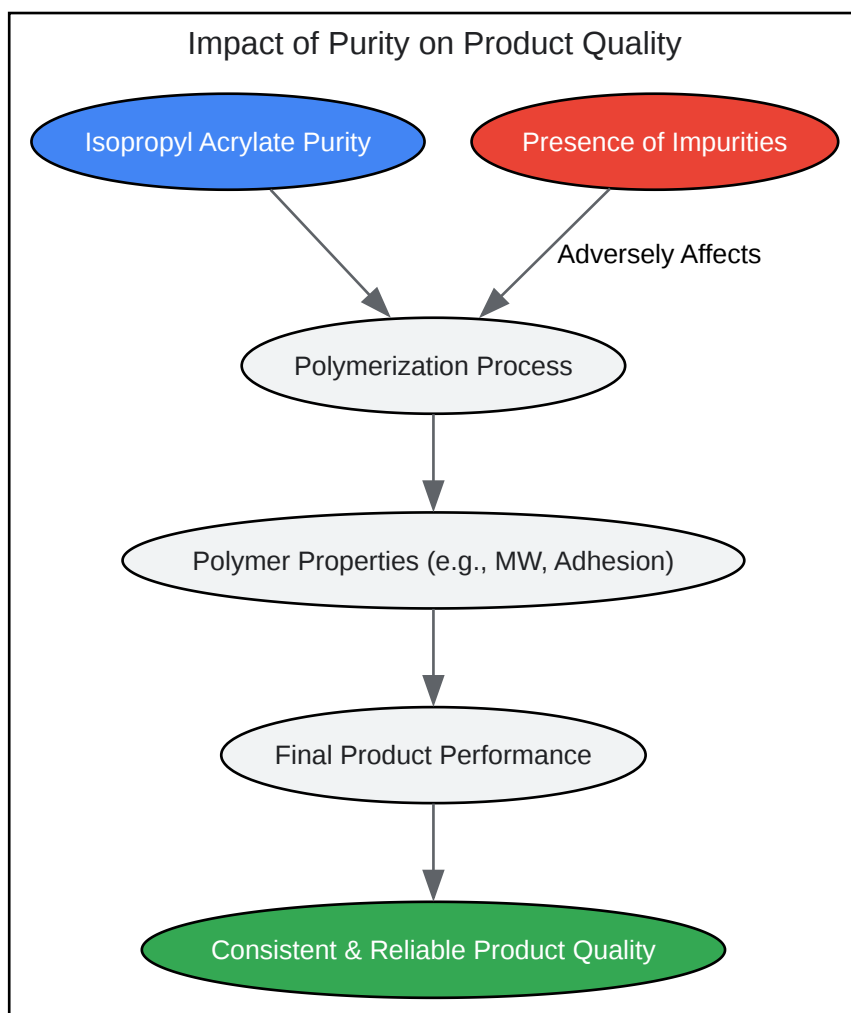 Impact of Purity on Product Quality
Isopropyl Acrylate Purity
Presence of Impurities
Adversely Affects
Polymerization Process
Polymer Properties (e.g., MW, Adhesion)
Final Product Performance
Consistent & Reliable Product Quality